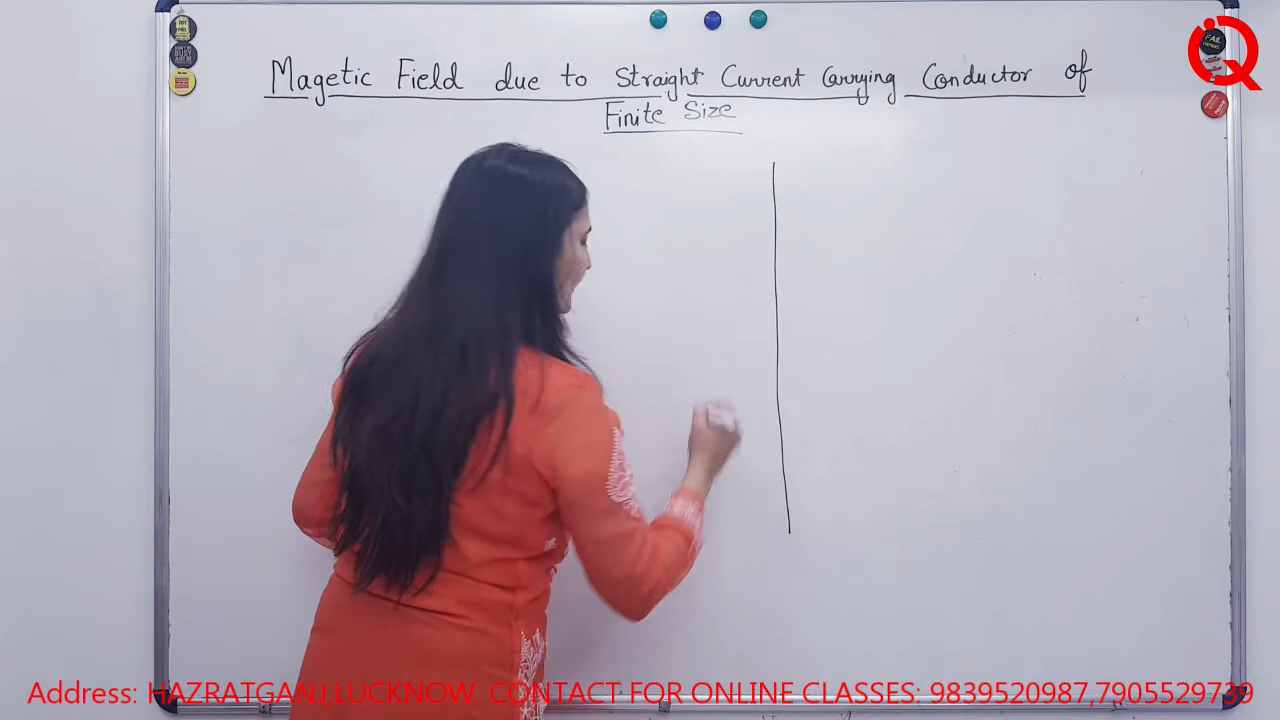 Magetic Field due to Straight Current Carrying Conductor of
Finite Size
Address: HAZRATGANJ,LUCKNOW. CONTACT FOR ONLINE CLASSES: 9839520987,7905529739